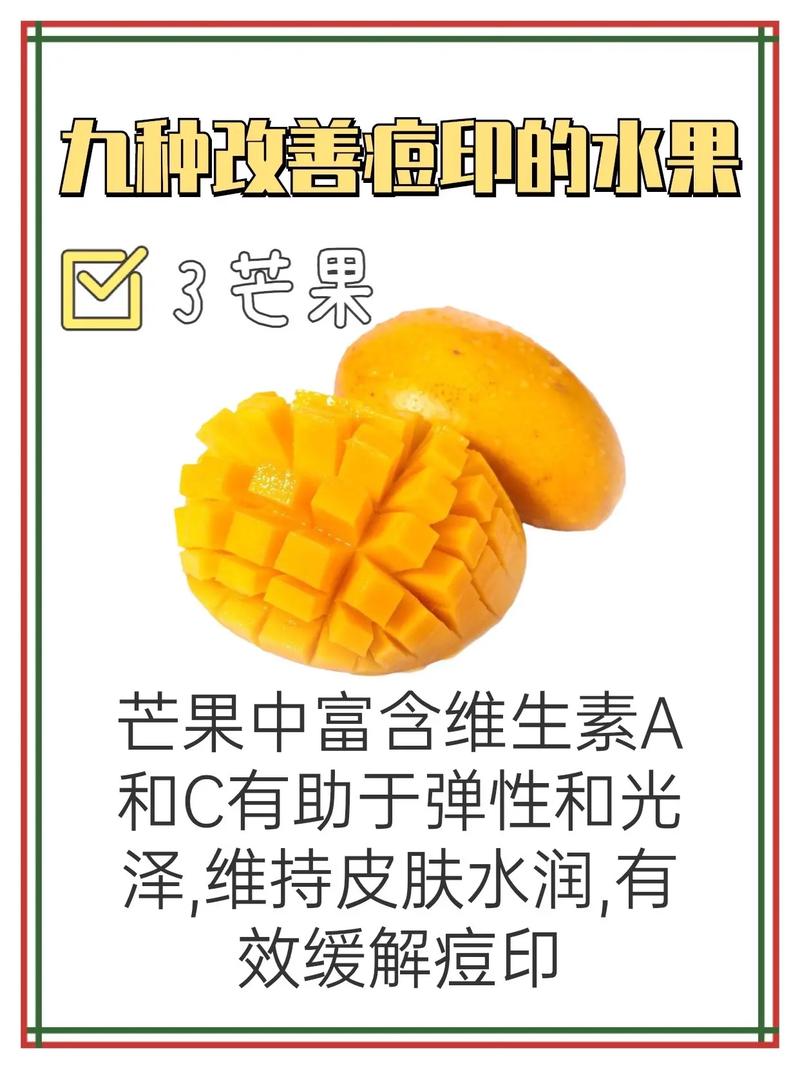 九种改善痘印的水果
3芒果
芒果中富含维生素A
和C有助于弹性和光
泽,维持皮肤水润,有
效缓解痘印